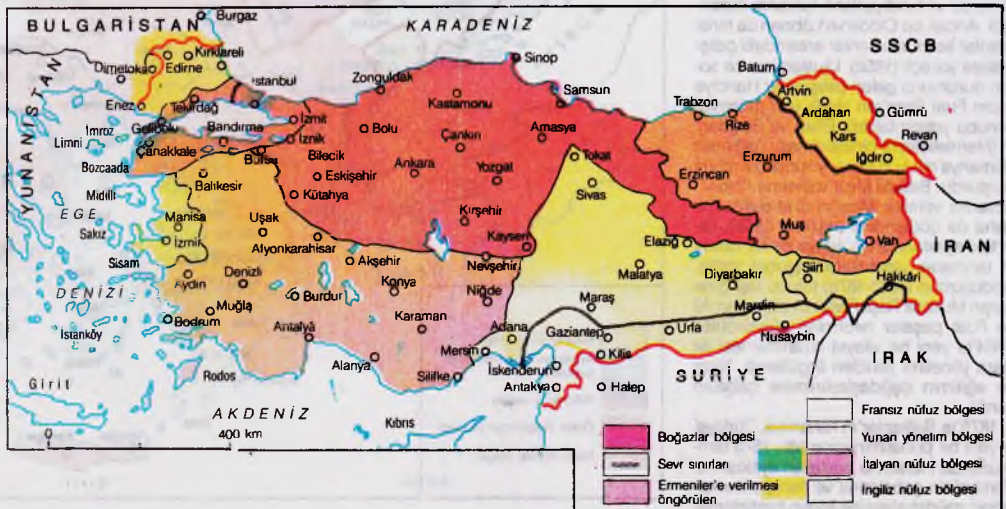 BULGARİSTAN
Burgaz
KARADENİZ
SSCB
Kırklareli
Edirne
Dimetoka
Sinop
Zonguldak
Batum
Istanbul
Kastamonu
Samsun
Artvin
Ardahan
Gümrü
Enez
Tekirdağ
Trabzon
Rize
Kars
Revan
YUNANİSTAN
İmroz
Gelibolu
Bandırma
İzmit
İznik
Bolu
Çankırı
Amasya
Limni
Çanakkale
Bursa
Bilecik
Tokat
Erzurum
Iğdır
Bozcaada
Balıkesir
Eskişehir
Ankara
Yozgat
Sivas
Erzincan
Midilli
Kütahya
EGE
Manisa
Uşak
Kırşehir
Muş
Sakız
İzmir
Alyonkarahisar
Kayseri
Elazığ
Van
İRAN
Sisam
Akşehir
Nevşehir
Malatya
Diyarbakır
Siirt
Hakkâri
DENİZİ
Aydın
Denizli
Burdur
Konya
Niğde
Maraş
Mardin
Muğla
Bodrum
Karaman
Adana
Gaziantep
Urla
Nusaybin
İstanköy
Antalya
Mersin
Kilis
IRAK
Rodos
Alanya
Silifke
İskenderun
SURİYE
Girit
Antakya
Halep
AKDENİZ
Kıbrıs
0
400 km
Boğazlar bölgesi
Sevr sınırları
Ermeniler'e verilmesi
öngörülen
Fransız nüfuz bölgesi
Yunan yönetim bölgesi
İtalyan nüfuz bölgesi
İngiliz nüfuz bölgesi